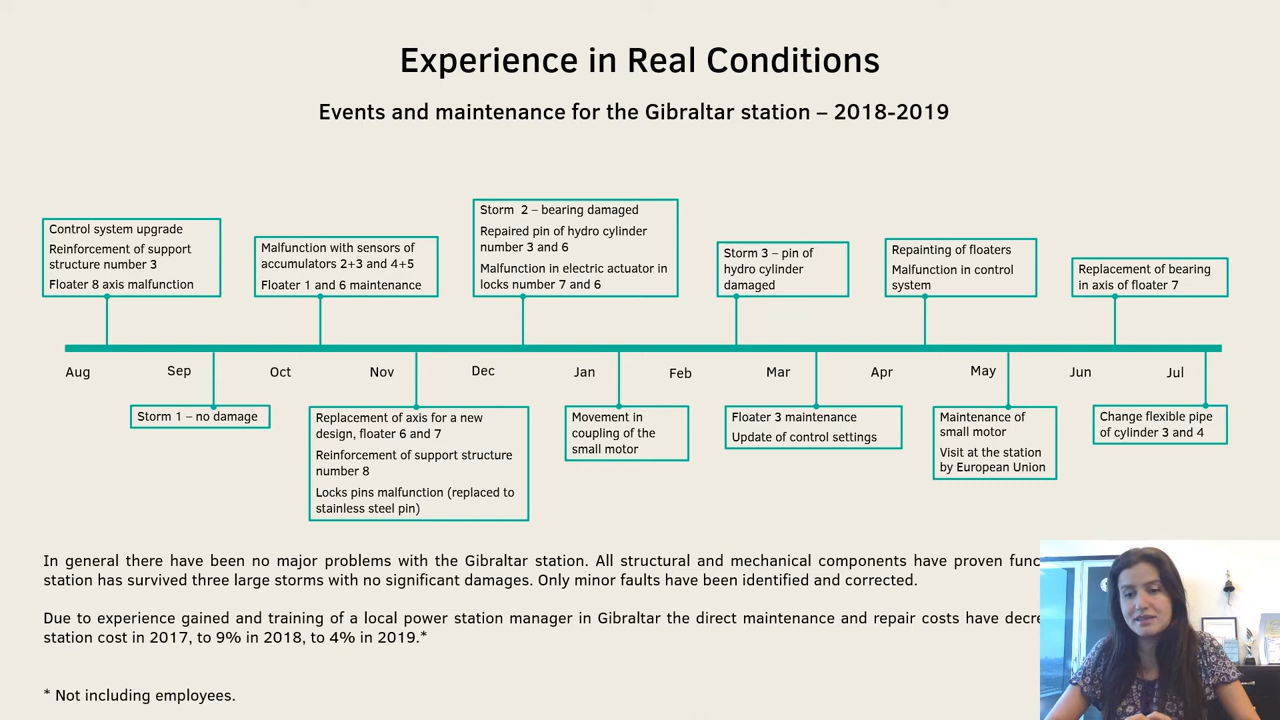 Experience in Real Conditions
Events and maintenance for the Gibraltar station – 2018-2019
Control system upgrade
Reinforcement of support
structure number 3
Floater 8 axis malfunction
Malfunction with sensors of
accumulators 2+3 and 4+5
Floater 1 and 6 maintenance
Storm 2 – bearing damaged
Repaired pin of hydro cylinder
number 3 and 6
Malfunction in electric actuator in
locks number 7 and 6
Storm 3 – pin of
hydro cylinder
damaged
Repainting of floaters
Malfunction in control
system
Replacement of bearing
in axis of floater 7
Aug
Sep
Oct
Nov
Dec
Jan
Feb
Mar
Apr
May
Jun
Jul
Storm 1 – no damage
Replacement of axis for a new
design, floater 6 and 7
Reinforcement of support structure
number 8
Locks pins malfunction (replaced to
stainless steel pin)
Movement in
coupling of the
small motor
Floater 3 maintenance
Update of control settings
Maintenance of
small motor
Visit at the station
by European Union
Change flexible pipe
of cylinder 3 and 4
In general there have been no major problems with the Gibraltar station. All structural and mechanical components have proven
station has survived three large storms with no significant damages. Only minor faults have been identified and corrected.
Due to experience gained and training of a local power station manager in Gibraltar the direct maintenance and repair costs have
station cost in 2017, to 9% in 2018, to 4% in 2019.*
* Not including employees.